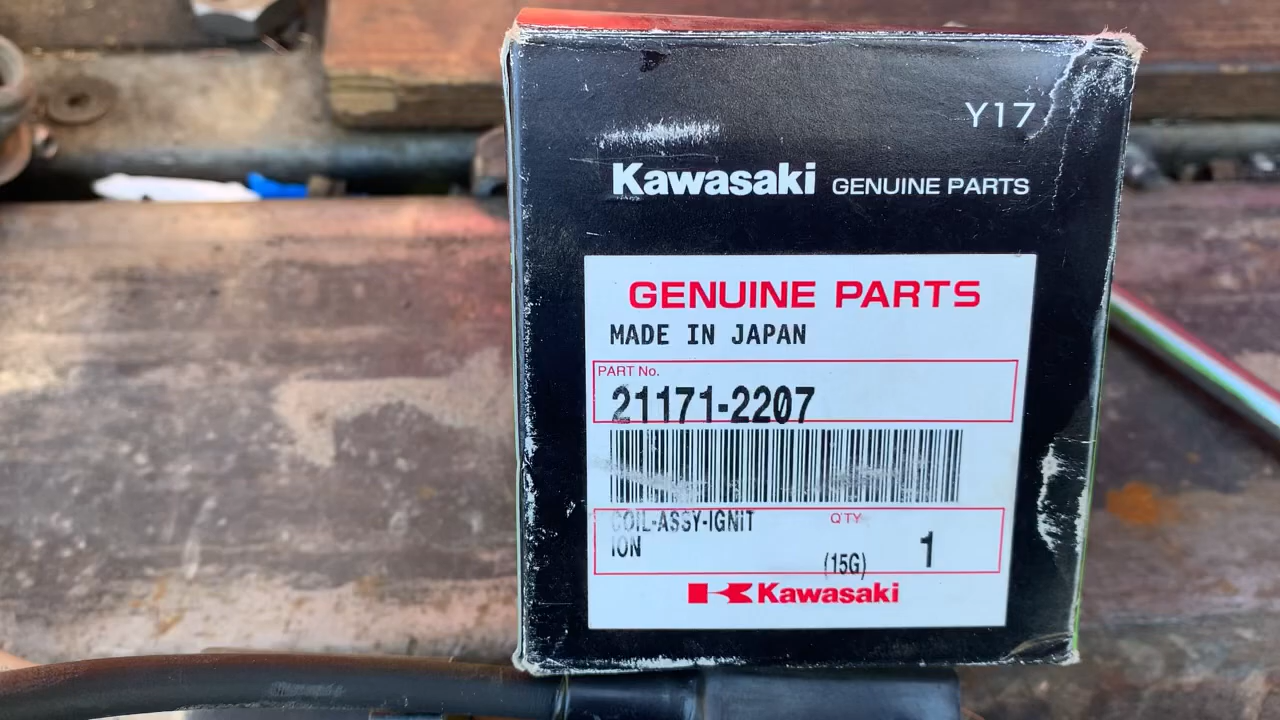 Y17
Kawasaki GENUINE PARTS
GENUINE PARTS
MADE IN JAPAN
PART No.
21171-2207
COIL-ASSY-IGNIT
Q'TY
ION
(15G)
1
Kawasaki